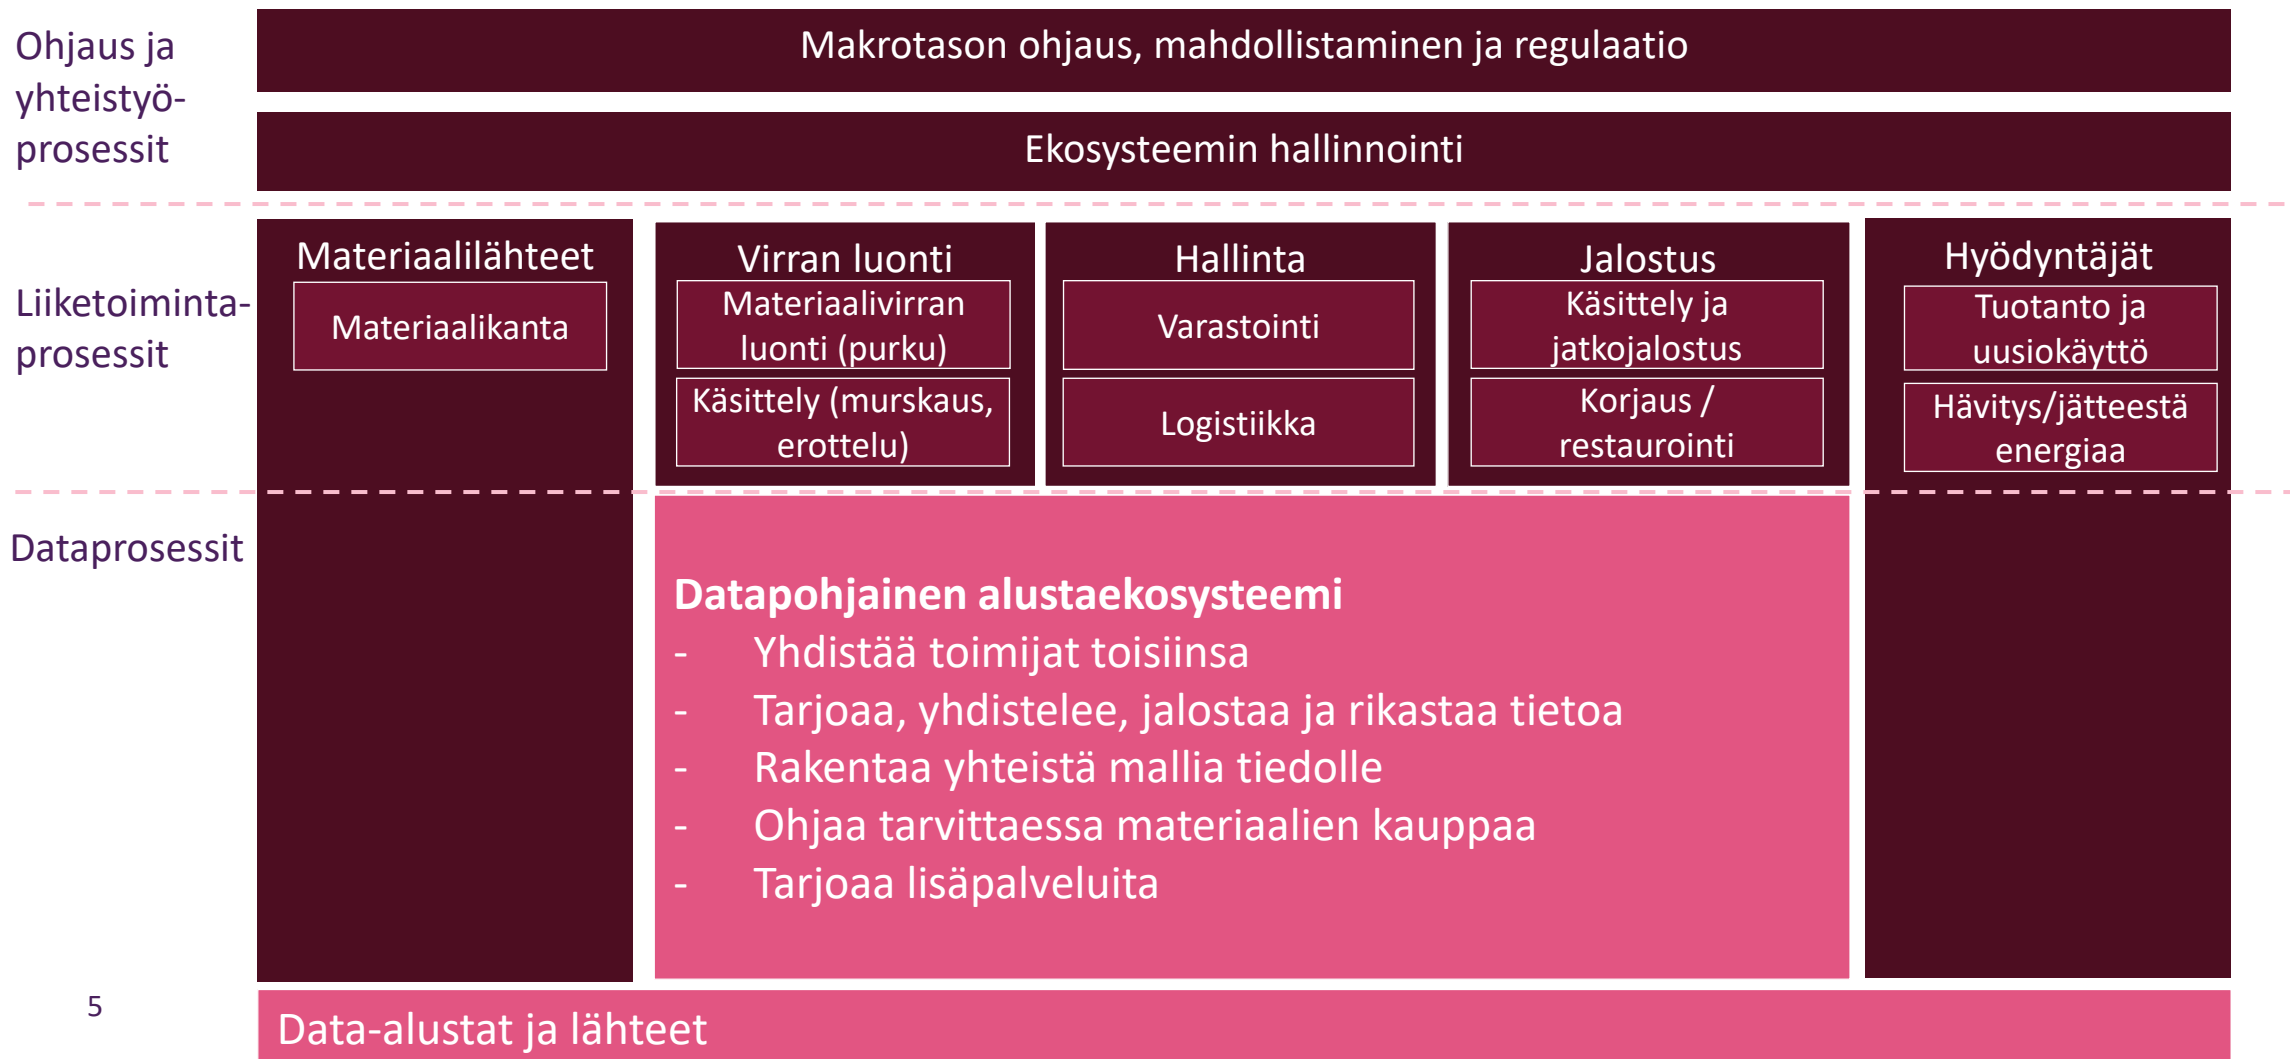 Ohjaus ja
yhteistyö-
prosessit
Makrotason ohjaus, mahdollistaminen ja regulaatio
Ekosysteemin hallinnointi
Liiketoiminta-
prosessit
Materiaalilähteet
Materiaalikanta
Virran luonti
Materiaalivirran
luonti (purku)
Käsittely (murskaus,
erottelu)
Hallinta
Varastointi
Logistiikka
Jalostus
Käsittely ja
jatkojalostus
Korjaus /
restaurointi
Hyödyntäjät
Tuotanto ja
uusiokäyttö
Hävitys/jätteestä
energiaa
Dataprosessit
Datapohjainen alustaekosysteemi
- Yhdistää toimijat toisiinsa
- Tarjoaa, yhdistelee, jalostaa ja rikastaa tietoa
- Rakentaa yhteistä mallia tiedolle
- Ohjaa tarvittaessa materiaalien kauppaa
- Tarjoaa lisäpalveluita
5
Data-alustat ja lähteet